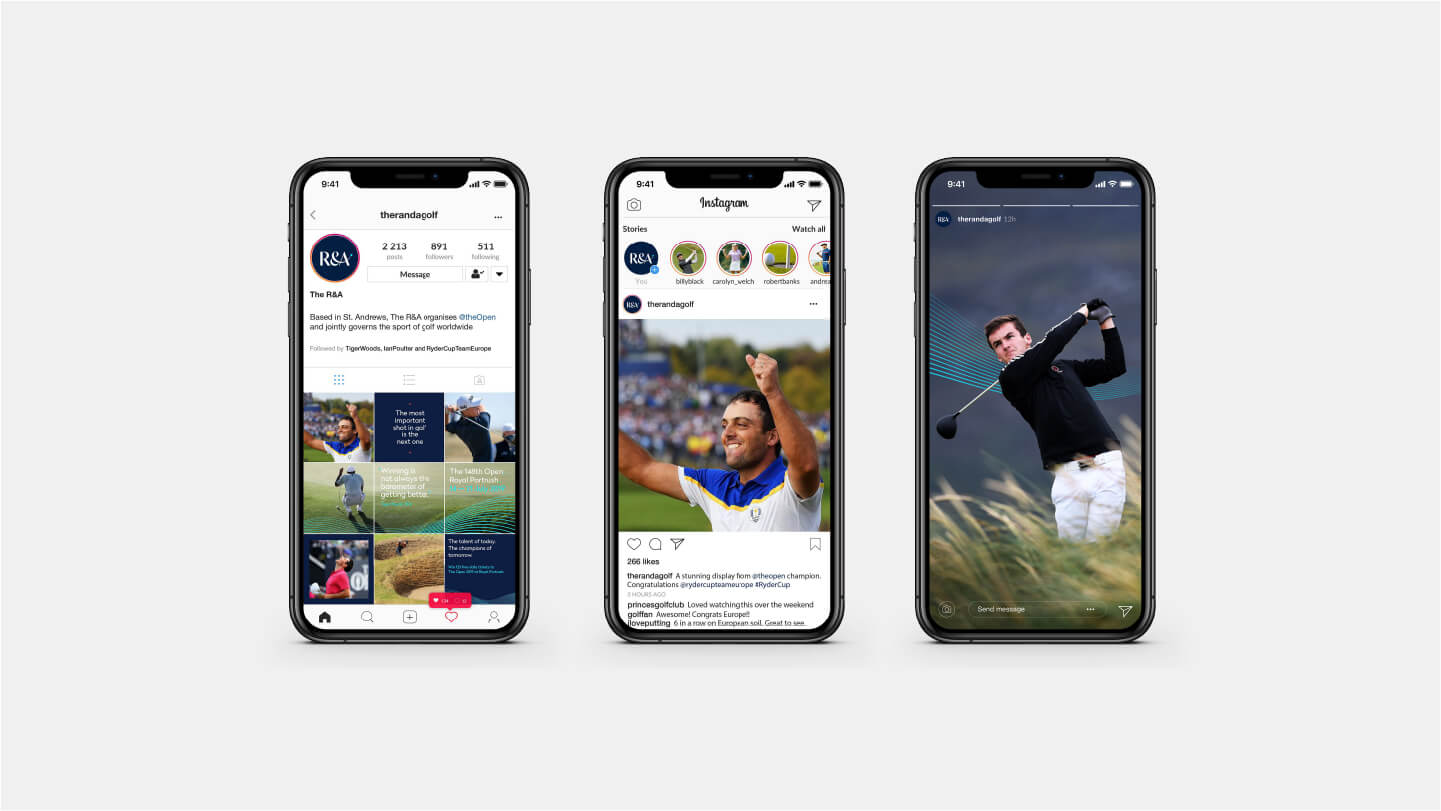 9:41
therandagolf
R&A
2 213
891
511
posts
followers
following
Message
The R&A
Based in St. Andrews, The R&A organises @theOpen
and jointly governs the sport of golf worldwide
Followed by TigerWoods, IanPoulter and RyderCupTeamEurope
The most
important
shot in golf
is the
next one
Winning is
not always the
barometer of
getting better.
The 148th Open
Royal Portrush
The talent of today.
The champions of
tomorrow
9:41
Instagram
Stories
Watch all
R&A
You
billyblack
carolyn_welch
robertbanks
andrea
R&A
therandagolf
266 likes
therandagolf A stunning display from @theopen champion.
Congratulations @rydercupteameurope #RyderCup
3 HOURS AGO
princesgolfclub Loved watching this over the weekend
golffan Awesome! Congrats Europe!!
iloveputting 6 in a row on European soil. Great to see
9:41
R&A
therandagolf 12h
Send message